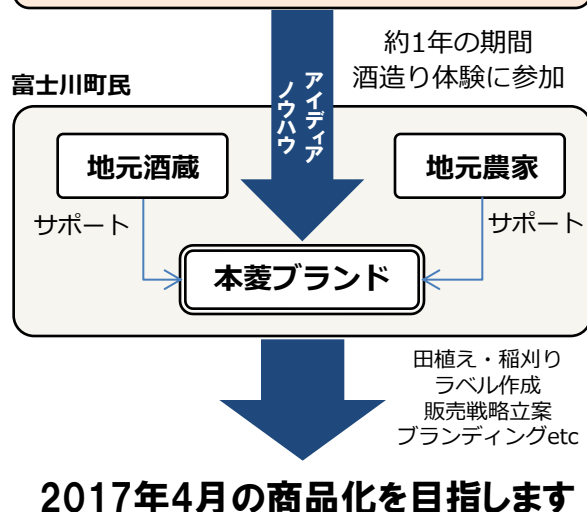 約1年の期間
酒造り体験に参加
富士川町民
アイディア
ノウハウ
地元酒蔵
地元農家
サポート
サポート
本菱ブランド
田植え・稲刈り
ラベル作成
販売戦略立案
ブランディングetc
2017年4月の商品化を目指します